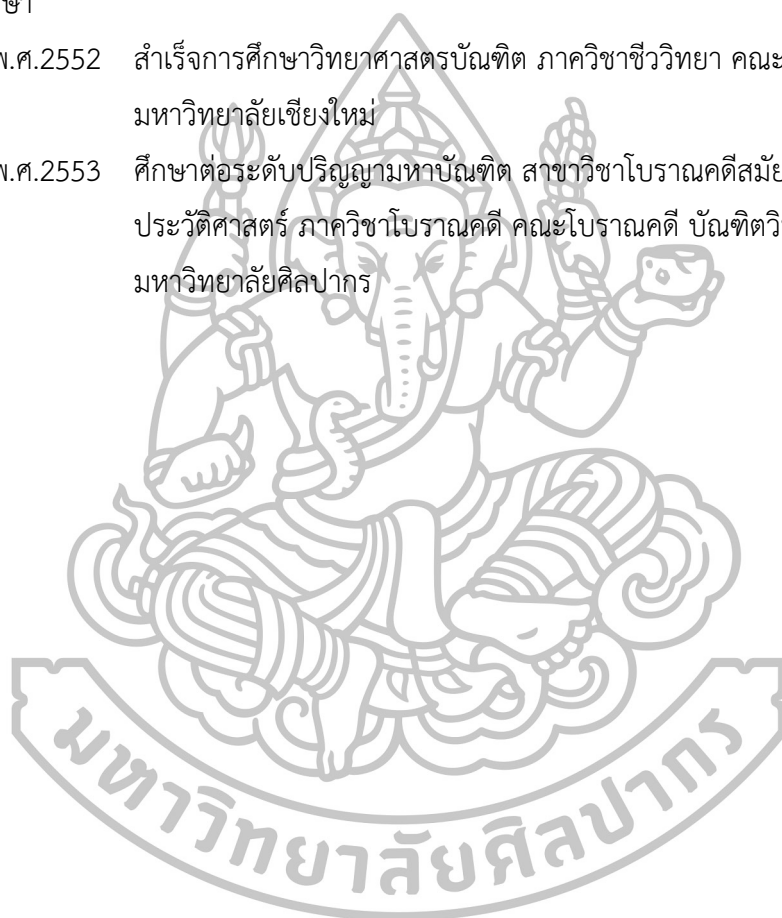 พ.ศ.2552 สำเร็จการศึกษาวิทยาศาสตรบัณฑิต ภาควิชาชีววิทยา คณะ
มหาวิทยาลัยเชียงใหม่
พ.ศ.2553 ศึกษาต่อระดับปริญญามหาบัณฑิต สาขาวิชาโบราณคดีสมัย
ประวัติศาสตร์ ภาควิชาโบราณคดี คณะโบราณคดี บัณฑิตวิ
มหาวิทยาลัยศิลปากร
มหาวิทยาลัยศิลปากร